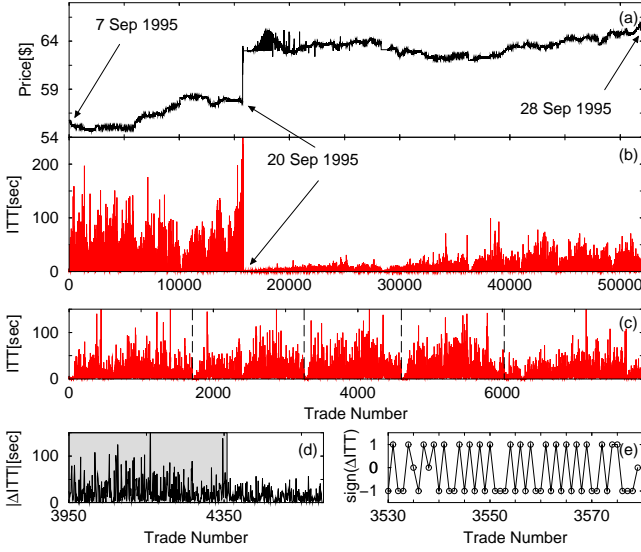 (a)
64
7 Sep 1995
Price[$]
59
28 Sep 1995
54
20 Sep 1995
(b)
200
ITT[sec]
100
0
0 10000 20000 30000 40000 50000
(c)
100
ITT[sec]
0
0 2000 4000 6000
Trade Number
(d)
100
|ΔITT|[sec]
0
3950 4350
Trade Number
(e)
1
sign(ΔITT)
0
−1
3530 3550 3570
Trade Number